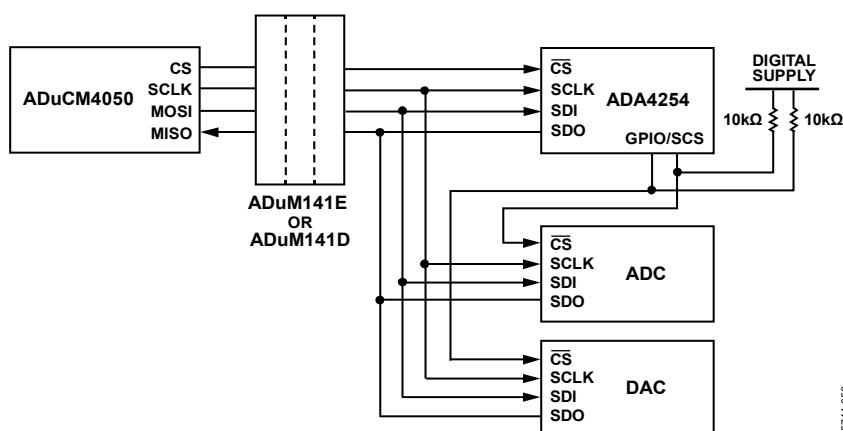 ADuCM4050
CS
SCLK
MOSI
MISO
ADuM141E
OR
ADuM141D
CS
SCLK
SDI
SDO
ADA4254
GPIO/SCS
DIGITAL
SUPPLY
10kΩ
10kΩ
CS
SCLK
SDI
SDO
ADC
CS
SCLK
SDI
SDO
DAC